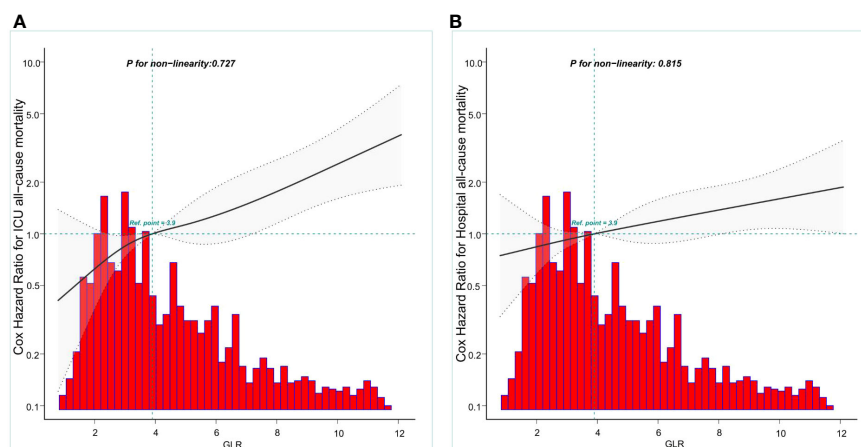 A
P for non-linearity:0.727
Cox Hazard Ratio for ICU all-cause mortality
10.0
5.0
2.0
1.0
0.5
0.2
0.1
Ref. point = 3.9
2 4 6 8 10 12
GLR
B
P for non-linearity: 0.815
Cox Hazard Ratio for Hospital all-cause mortality
10.0
5.0
2.0
1.0
0.5
0.2
0.1
Ref. point = 3.9
2 4 6 8 10 12
GLR